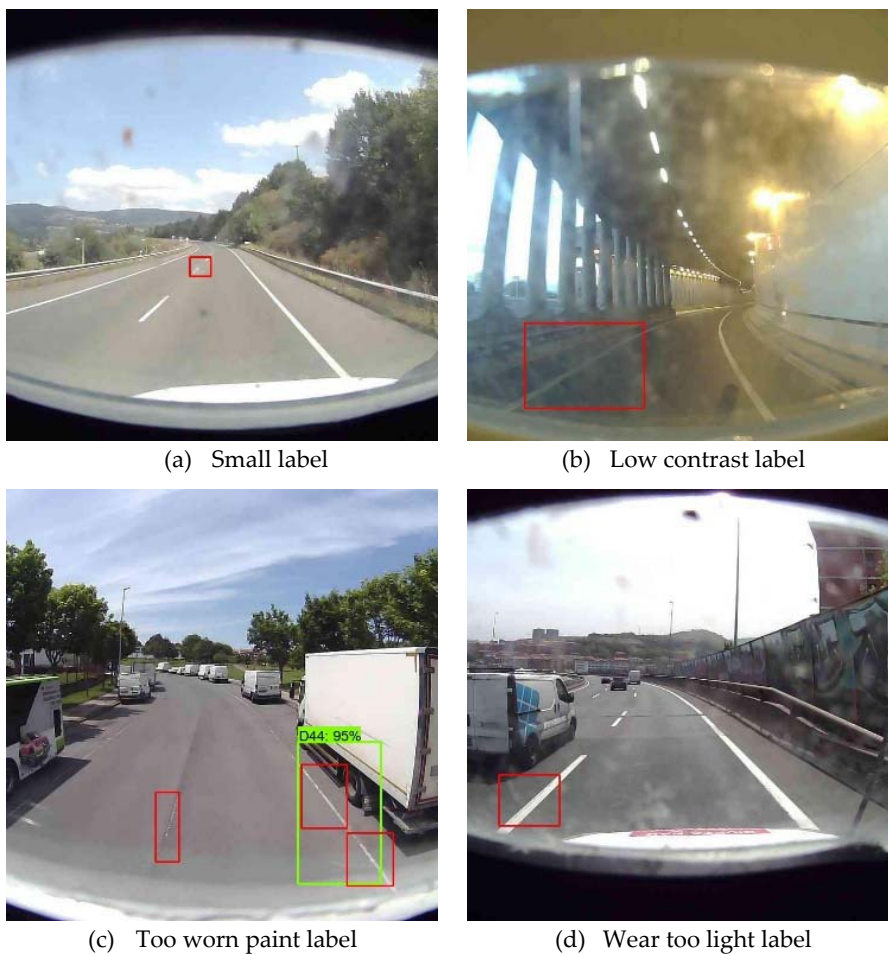 (a) Small label
(b) Low contrast label
D44: 95%
(c) Too worn paint label
(d) Wear too light label